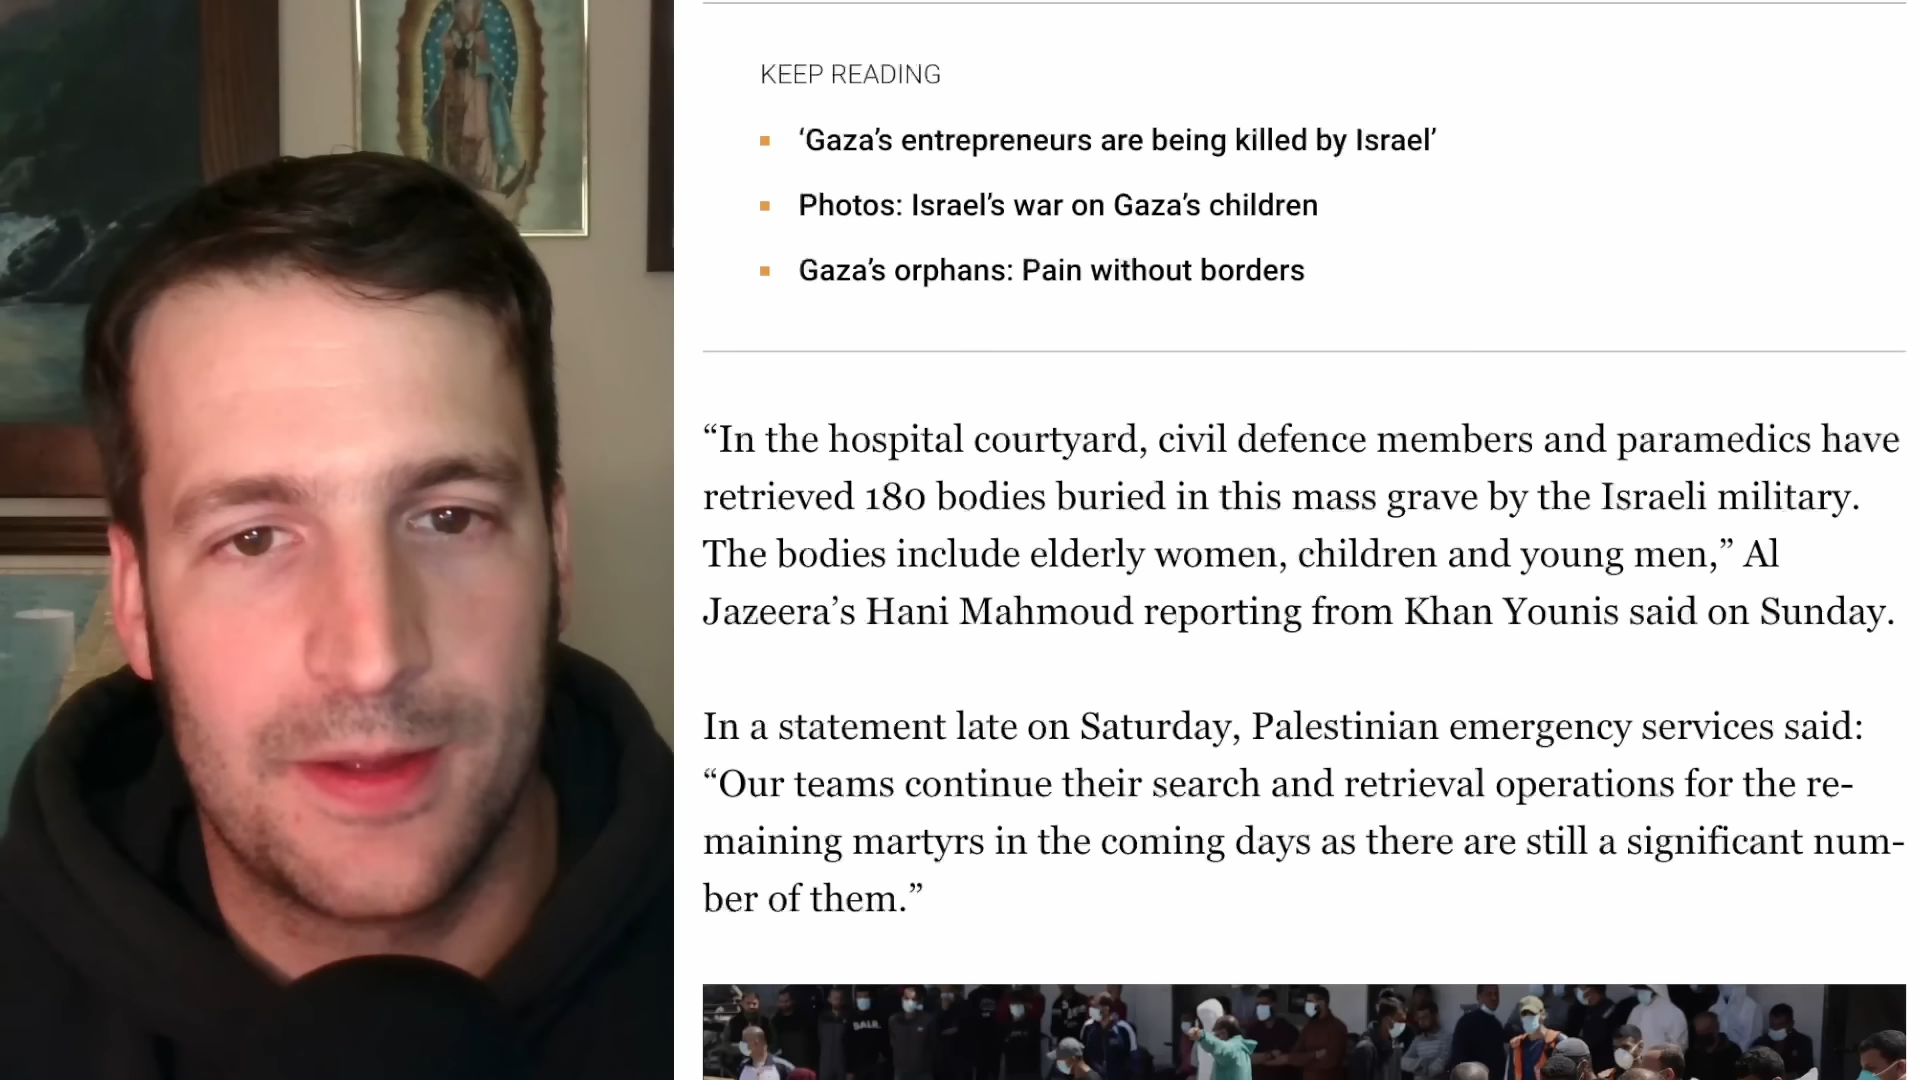 KEEP READING
‘Gaza’s entrepreneurs are being killed by Israel’
Photos: Israel’s war on Gaza’s children
Gaza’s orphans: Pain without borders
“In the hospital courtyard, civil defence members and paramedics have
retrieved 180 bodies buried in this mass grave by the Israeli military.
The bodies include elderly women, children and young men,” Al
Jazeera’s Hani Mahmoud reporting from Khan Younis said on Sunday.
In a statement late on Saturday, Palestinian emergency services said:
“Our teams continue their search and retrieval operations for the re-
maining martyrs in the coming days as there are still a significant num-
ber of them.”
BALR.